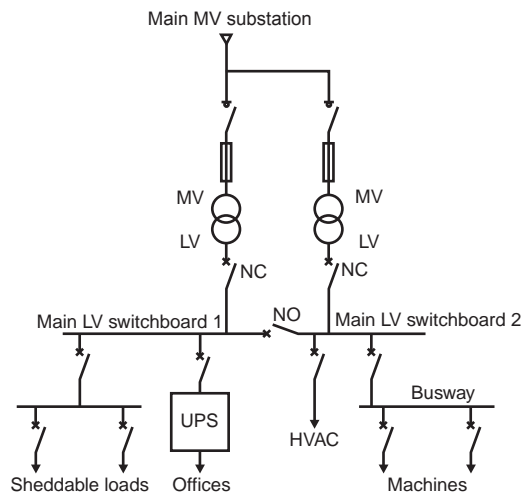 Main MV substation
MV
MV
LV
LV
NC
NC
Main LV switchboard 1
NO
Main LV switchboard 2
Busway
UPS
HVAC
Sheddable loads
Offices
Machines